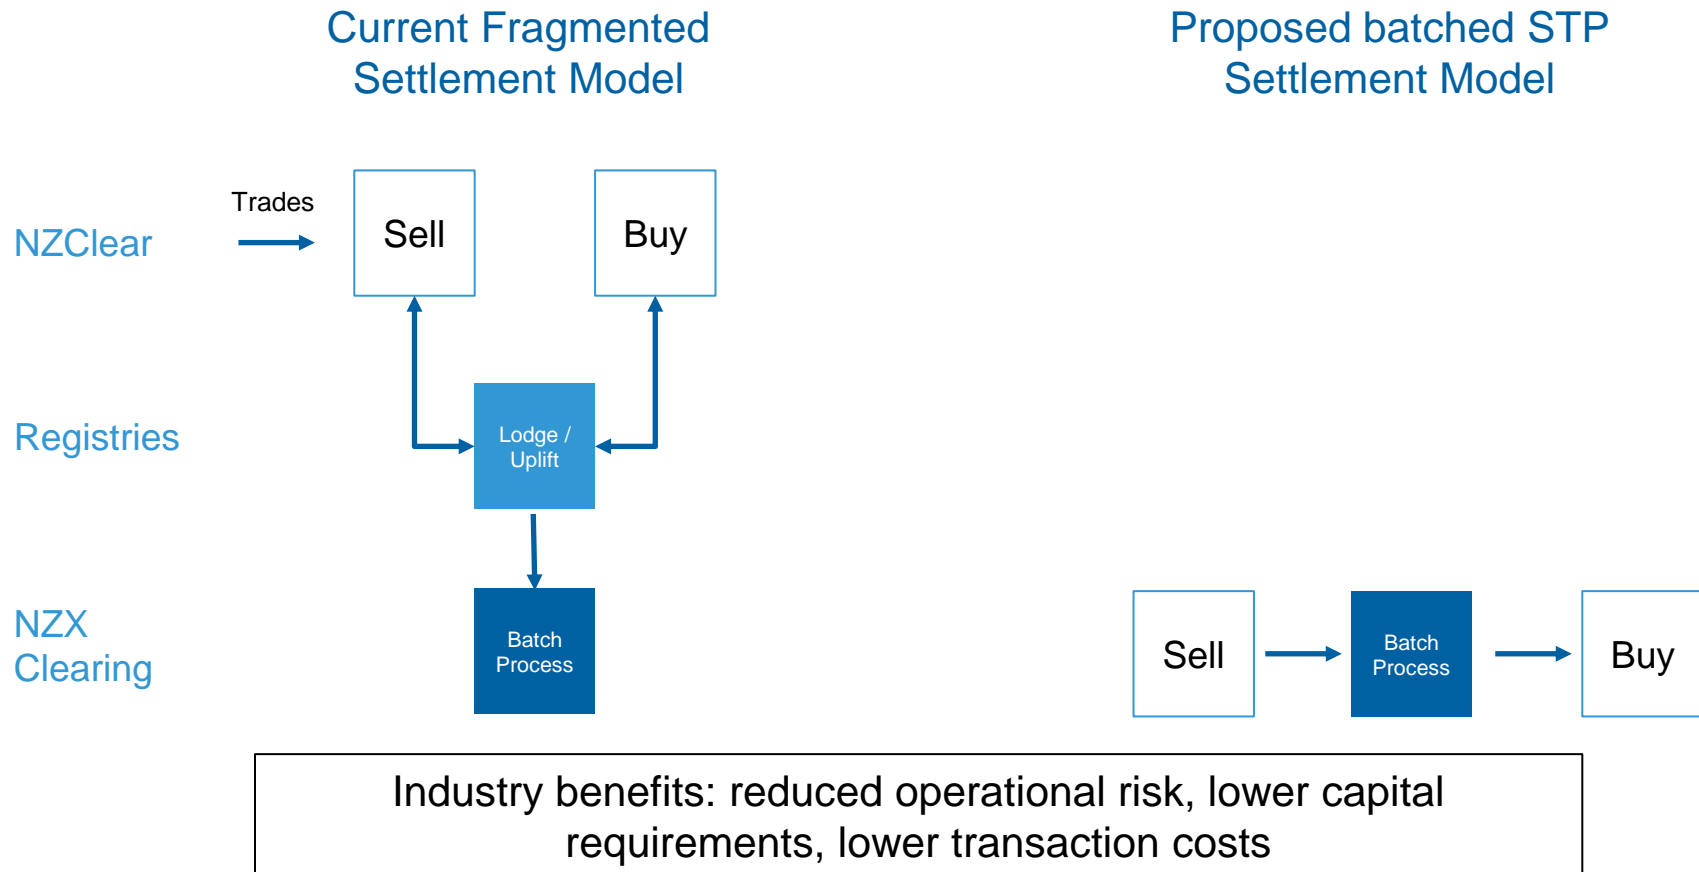 Current Fragmented
Settlement Model
Proposed batched STP
Settlement Model
Trades
NZClear
Sell
Buy
Registries
Lodge /
Uplift
NZX
Clearing
Batch
Process
Sell
Batch
Process
Buy
Industry benefits: reduced operational risk, lower capital
requirements, lower transaction costs